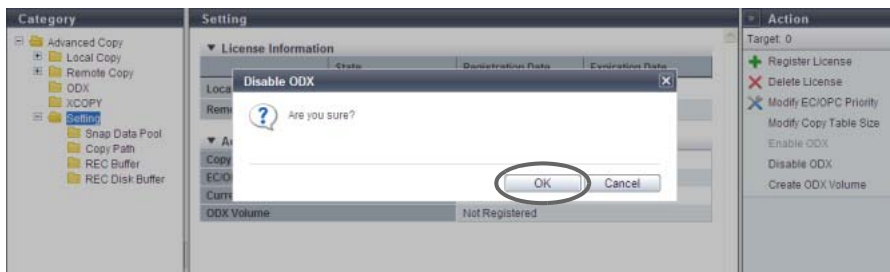 Category
Advanced Copy
Local Copy
Remote Copy
ODX
XCOPY
Setting
Snap Data Pool
Copy Path
REC Buffer
REC Disk Buffer
Setting
License Information
State Registration Date Expiration Date
Loca
Remo
Disable ODX
Are you sure?
OK Cancel
Copy
EC/O
Curre
ODX Volume Not Registered
Action
Target: 0
Register License
Delete License
Modify EC/OPC Priority
Modify Copy Table Size
Enable ODX
Disable ODX
Create ODX Volume